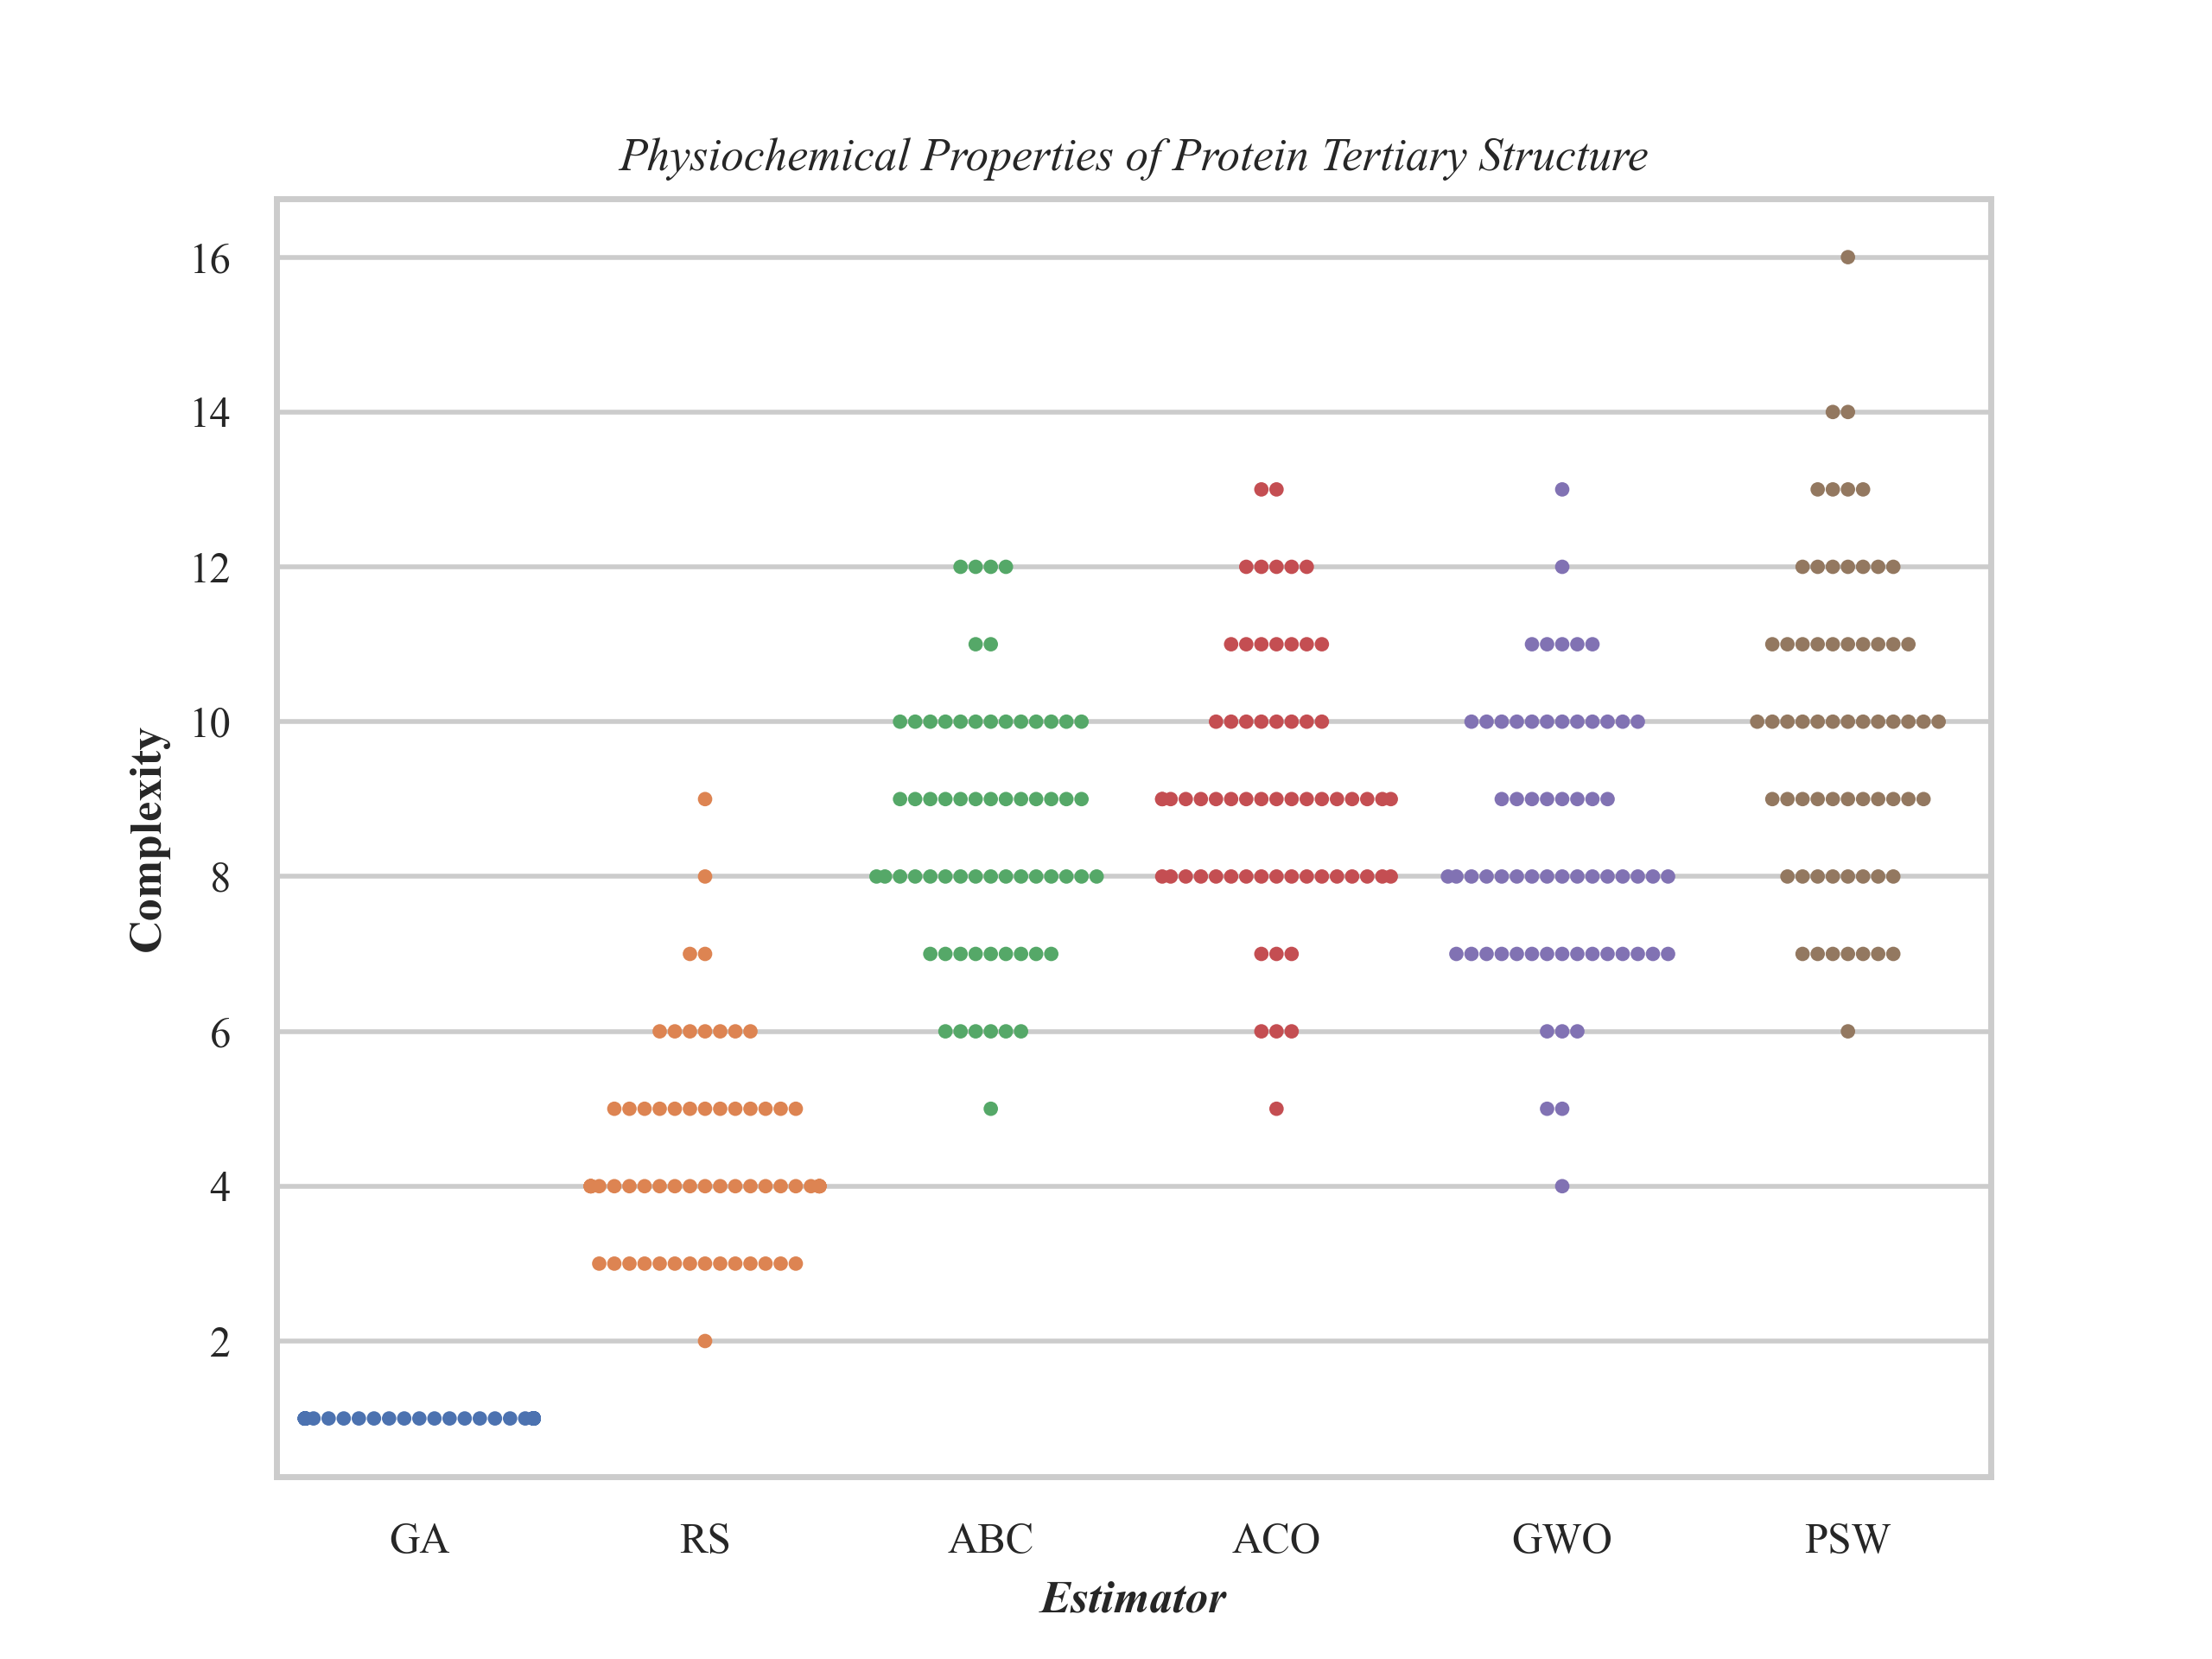 Physiochemical Properties of Protein Tertiary Structure
16
14
12
10
8
6
4
2
Complexity
GA RS ABC ACO GWO PSW
Estimator